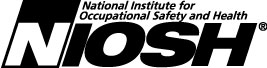 National Institute for
Occupational Safety and Health
NIOSH®